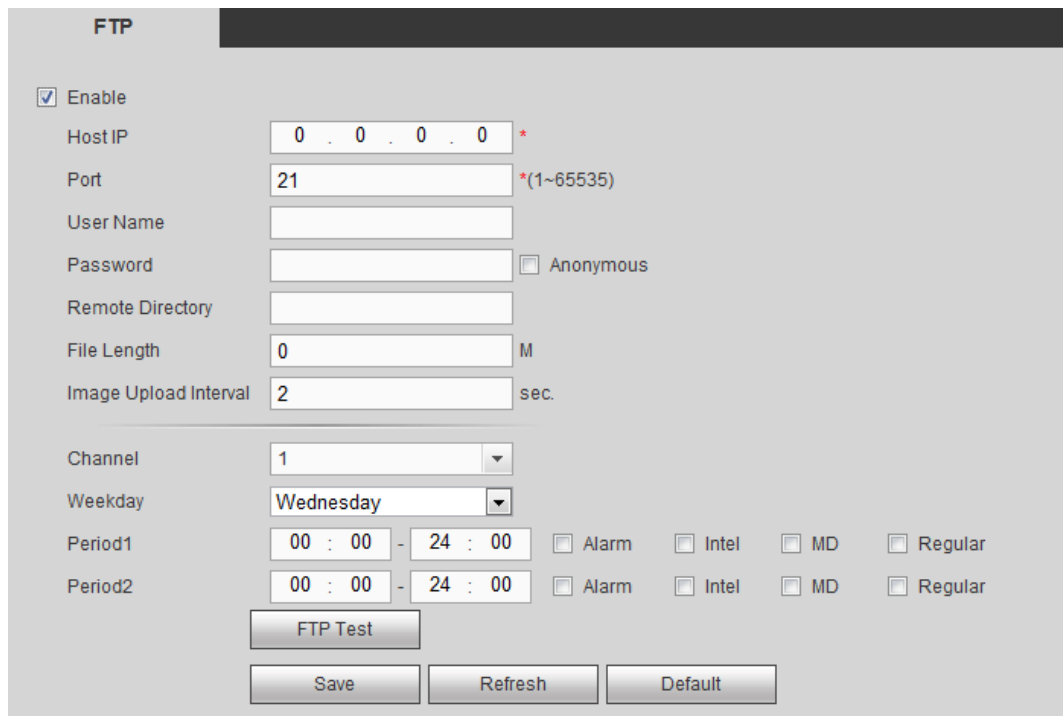 FTP
Enable
Host IP 0 . 0 . 0 . 0 *
Port 21 *(1~65535)
User Name
Password Anonymous
Remote Directory
File Length 0 M
Image Upload Interval 2 sec.
Channel 1
Weekday Wednesday
Period1 00 : 00 - 24 : 00 Alarm Intel MD Regular
Period2 00 : 00 - 24 : 00 Alarm Intel MD Regular
FTP Test
Save Refresh Default